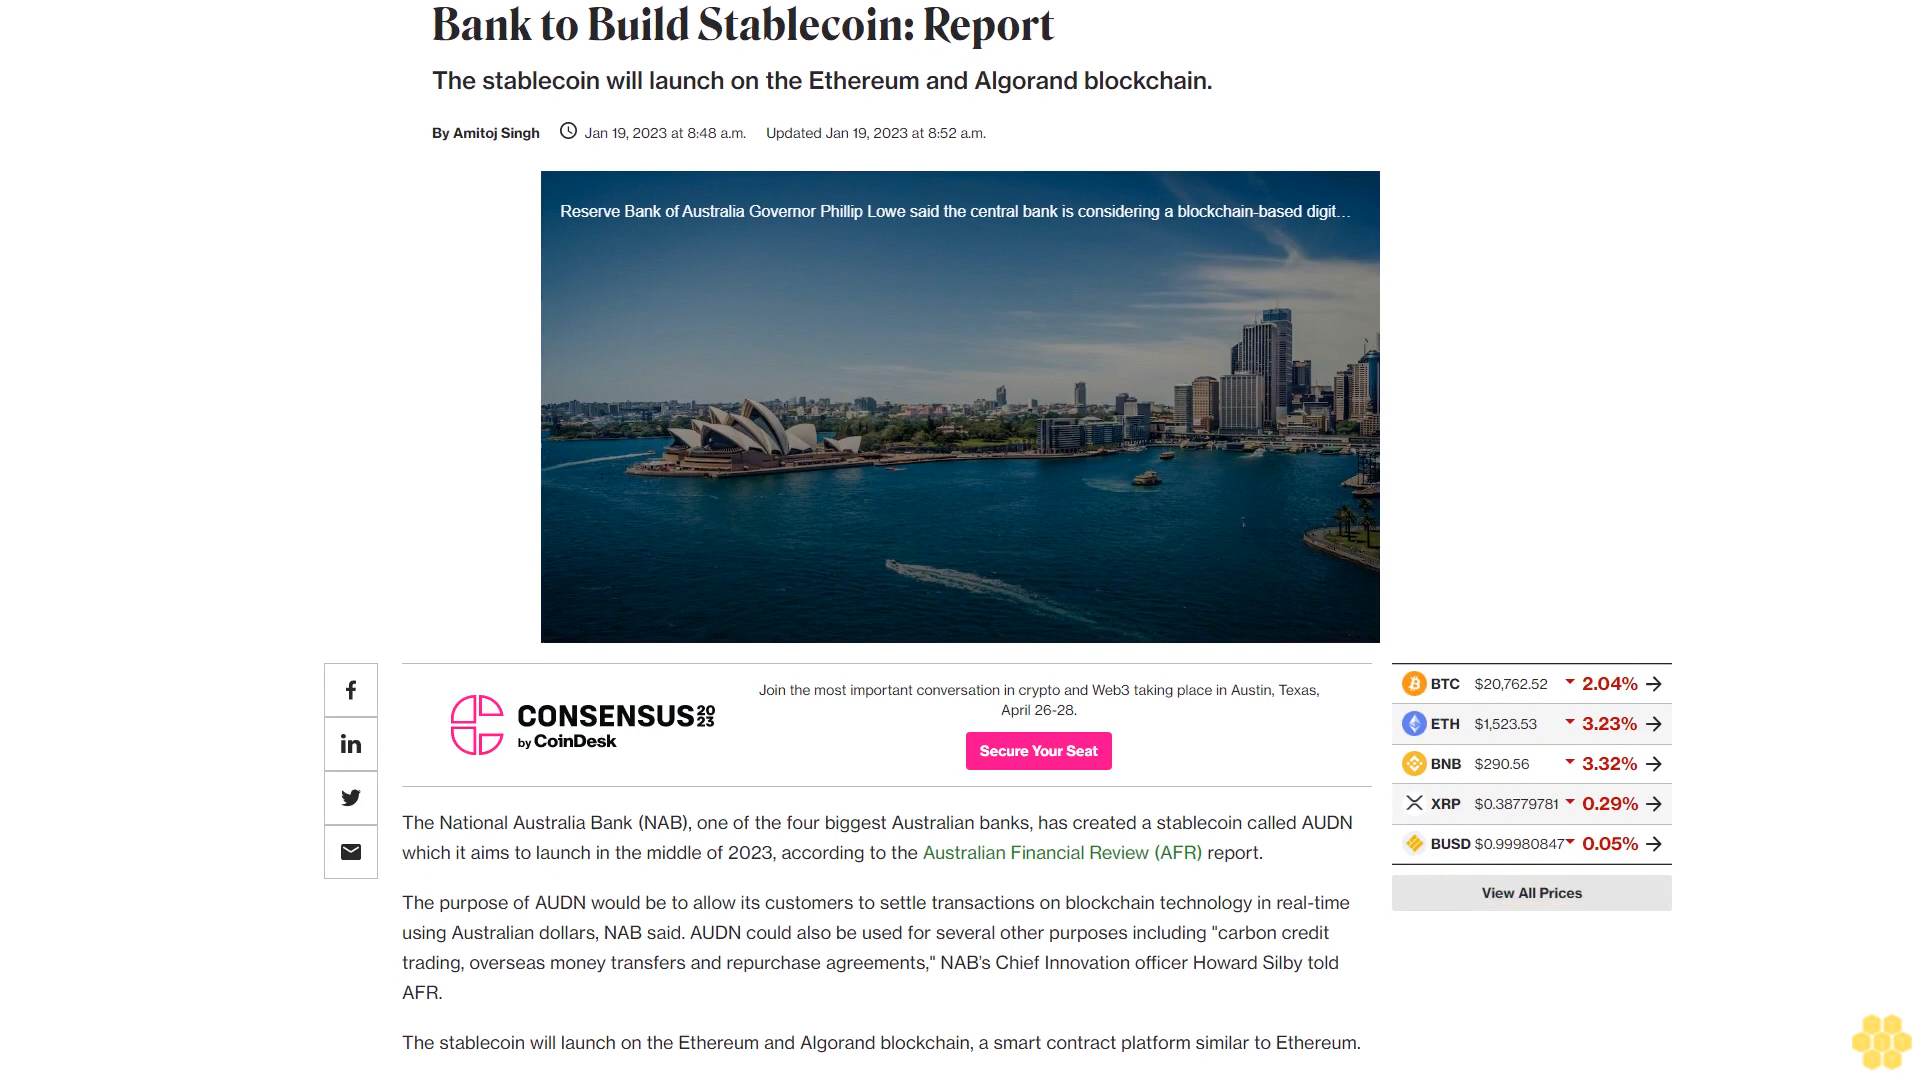 Bank to Build Stablecoin: Report
The stablecoin will launch on the Ethereum and Algorand blockchain.
By Amitoj Singh Jan 19, 2023 at 8:48 a.m. Updated Jan 19, 2023 at 8:52 a.m.
Reserve Bank of Australia Governor Phillip Lowe said the central bank is considering a blockchain-based digit...
CONSENSUS 2023
by CoinDesk
Join the most important conversation in crypto and Web3 taking place in Austin, Texas,
April 26-28.
Secure Your Seat
BTC $20,762.52 2.04%
ETH $1,523.53 3.23%
BNB $290.56 3.32%
XRP $0.38779781 0.29%
BUSD $0.99980847 0.05%
View All Prices
The National Australia Bank (NAB), one of the four biggest Australian banks, has created a stablecoin called AUDN
which it aims to launch in the middle of 2023, according to the Australian Financial Review (AFR) report.
The purpose of AUDN would be to allow its customers to settle transactions on blockchain technology in real-time
using Australian dollars, NAB said. AUDN could also be used for several other purposes including "carbon credit
trading, overseas money transfers and repurchase agreements," NAB's Chief Innovation officer Howard Silby told
AFR.
The stablecoin will launch on the Ethereum and Algorand blockchain, a smart contract platform similar to Ethereum.